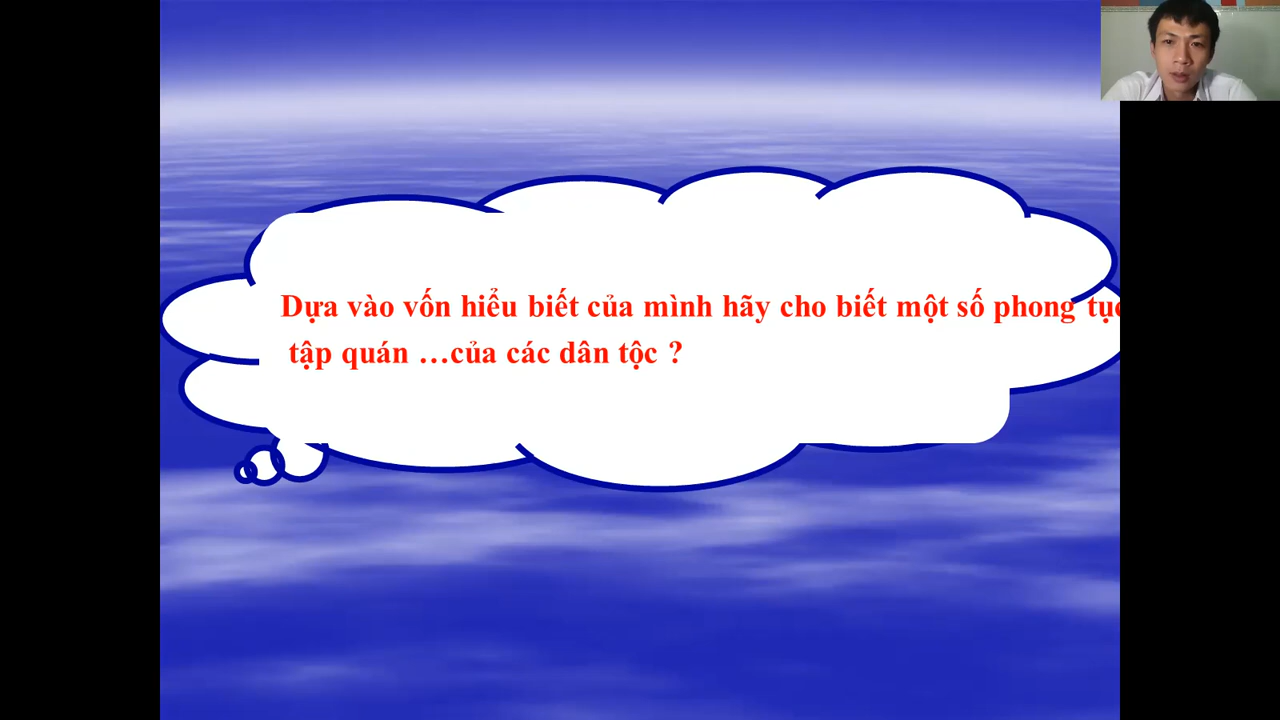 Dựa vào vốn hiểu biết của mình hãy cho biết một số phong tục
tập quán …của các dân tộc ?